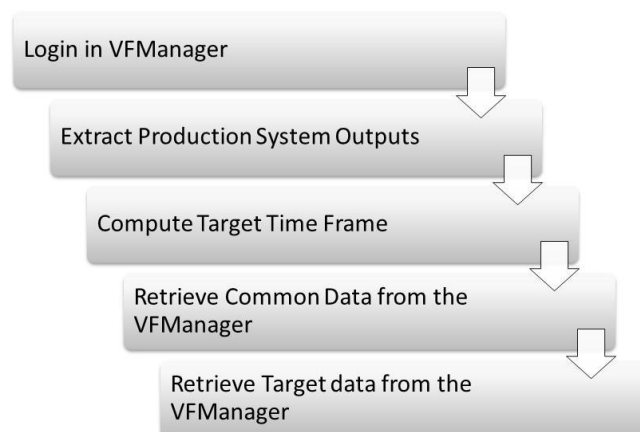 Login in VFManager
Extract Production System Outputs
Compute Target Time Frame
Retrieve Common Data from the
VFManager
Retrieve Target data from the
VFManager